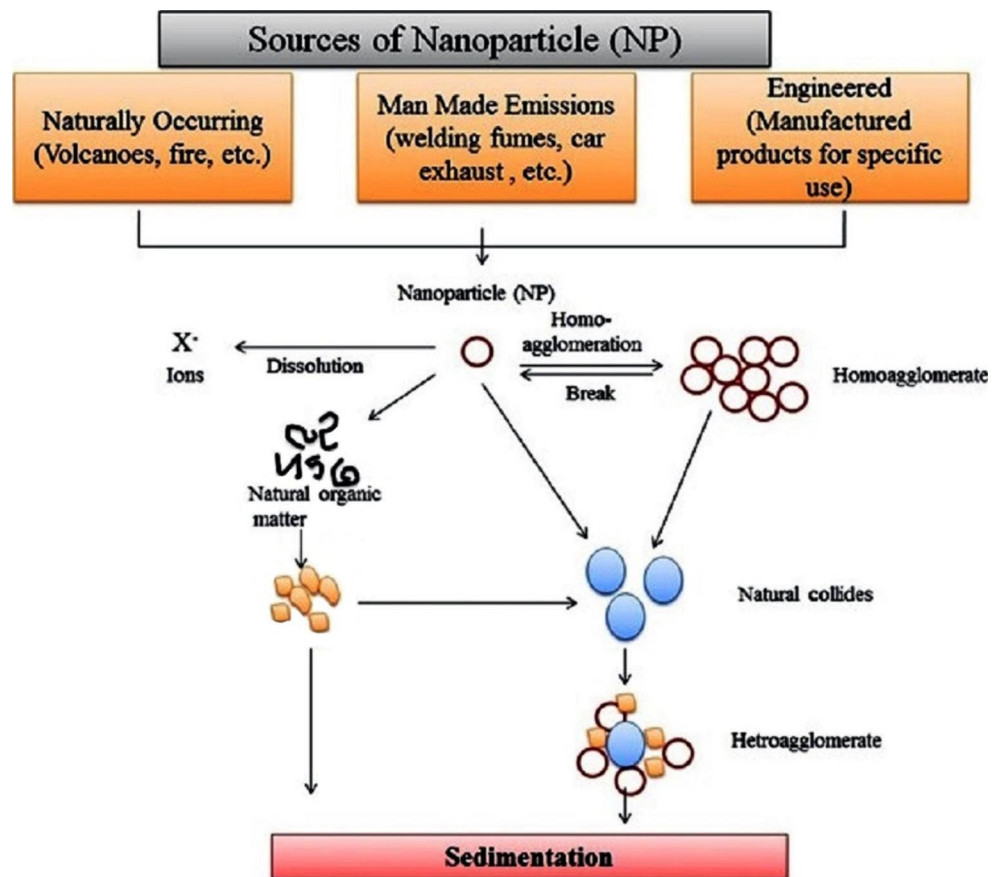 Sources of Nanoparticle (NP)
Naturally Occurring
(Volcanoes, fire, etc.)
Man Made Emissions
(welding fumes, car
exhaust , etc.)
Engineered
(Manufactured
products for specific
use)
Nanoparticle (NP)
X-
Ions
Dissolution
Homo-
agglomeration
Break
Homoagglomerate
Natural organic
matter
Natural collides
Hetroagglomerate
Sedimentation